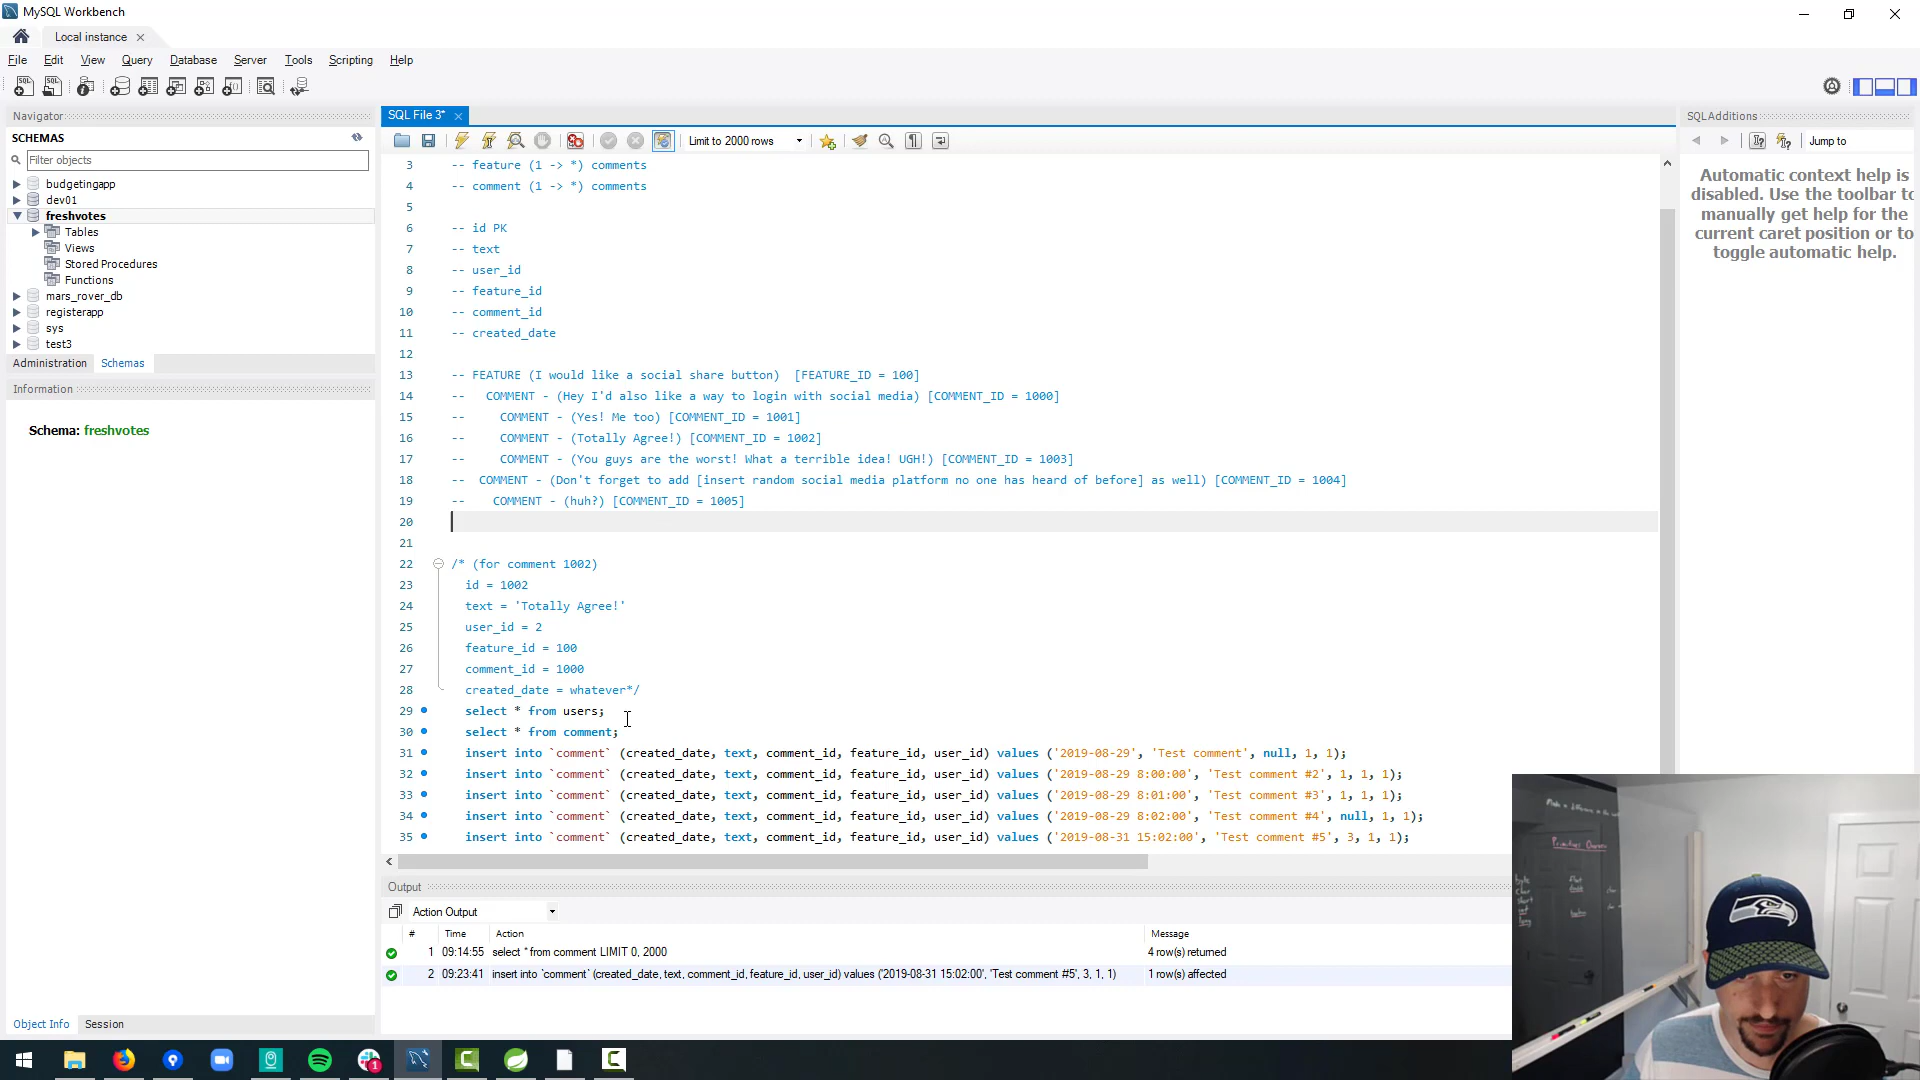 MySQL Workbench
Local instance
File Edit View Query Database Server Tools Scripting Help
Navigator
SCHEMAS
Filter objects
budgetingapp
dev01
freshvotes
Tables
Views
Stored Procedures
Functions
mars_rover_db
registerapp
sys
test3
Administration Schemas
Information
Schema: freshvotes
Object Info Session
SQL File 3*
Limit to 2000 rows
3 -- feature (1 -> *) comments
4 -- comment (1 -> *) comments
5
6 -- id PK
7 -- text
8 -- user_id
9 -- feature_id
10 -- comment_id
11 -- created_date
12
13 -- FEATURE (I would like a social share button) [FEATURE_ID = 100]
14 -- COMMENT - (Hey I'd also like a way to login with social media) [COMMENT_ID = 1000]
15 -- COMMENT - (Yes! Me too) [COMMENT_ID = 1001]
16 -- COMMENT - (Totally Agree!) [COMMENT_ID = 1002]
17 -- COMMENT - (You guys are the worst! What a terrible idea! UGH!) [COMMENT_ID = 1003]
18 -- COMMENT - (Don't forget to add [insert random social media platform no one has heard of before] as well) [COMMENT_ID = 1004]
19 -- COMMENT - (huh?) [COMMENT_ID = 1005]
20
21
22 /* (for comment 1002)
23 id = 1002
24 text = 'Totally Agree!'
25 user_id = 2
26 feature_id = 100
27 comment_id = 1000
28 created_date = whatever*/
29 select * from users;
30 select * from comment;
31 insert into `comment` (created_date, text, comment_id, feature_id, user_id) values ('2019-08-29', 'Test comment', null, 1, 1);
32 insert into `comment` (created_date, text, comment_id, feature_id, user_id) values ('2019-08-29 8:00:00', 'Test comment #2', 1, 1, 1);
33 insert into `comment` (created_date, text, comment_id, feature_id, user_id) values ('2019-08-29 8:01:00', 'Test comment #3', 1, 1, 1);
34 insert into `comment` (created_date, text, comment_id, feature_id, user_id) values ('2019-08-29 8:02:00', 'Test comment #4', null, 1, 1);
35 insert into `comment` (created_date, text, comment_id, feature_id, user_id) values ('2019-08-31 15:02:00', 'Test comment #5', 3, 1, 1);
Output
Action Output
# Time Action Message
1 09:14:55 select * from comment LIMIT 0, 2000 4 row(s) returned
2 09:23:41 insert into `comment` (created_date, text, comment_id, feature_id, user_id) values ('2019-08-31 15:02:00', 'Test comment #5', 3, 1, 1) 1 row(s) affected
SQLAdditions
Jump to
Automatic context help is
disabled. Use the toolbar to
manually get help for the
current caret position or to
toggle automatic help.